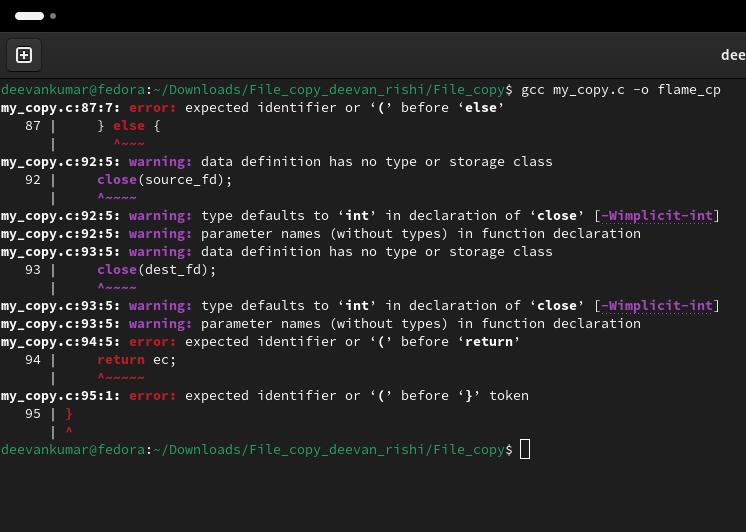 dee
deevankumar@fedora:~/Downloads/File_copy_deevan_rishi/File_copy$ gcc my_copy.c -o flame_cp
my_copy.c:87:7: error: expected identifier or ‘(’ before ‘else’
   87 |     } else {
      |       ^~~~
my_copy.c:92:5: warning: data definition has no type or storage class
   92 |     close(source_fd);
      |     ^~~~~
my_copy.c:92:5: warning: type defaults to ‘int’ in declaration of ‘close’ [-Wimplicit-int]
my_copy.c:92:5: warning: parameter names (without types) in function declaration
my_copy.c:93:5: warning: data definition has no type or storage class
   93 |     close(dest_fd);
      |     ^~~~~
my_copy.c:93:5: warning: type defaults to ‘int’ in declaration of ‘close’ [-Wimplicit-int]
my_copy.c:93:5: warning: parameter names (without types) in function declaration
my_copy.c:94:5: error: expected identifier or ‘(’ before ‘return’
   94 |     return ec;
      |     ^~~~~~
my_copy.c:95:1: error: expected identifier or ‘(’ before ‘}’ token
   95 | }
      | ^
deevankumar@fedora:~/Downloads/File_copy_deevan_rishi/File_copy$